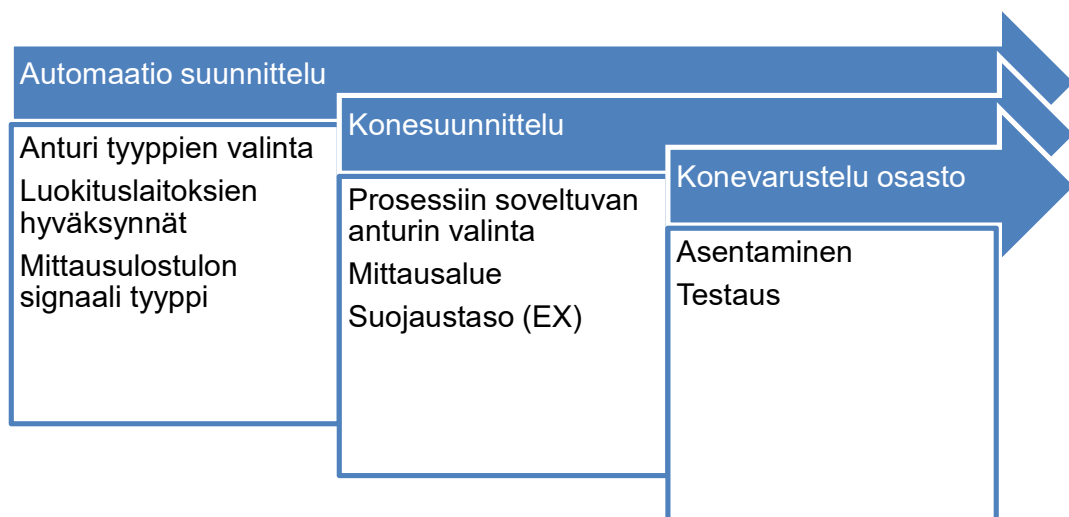 Automaatio suunnittelu
Anturi tyyppien valinta
Luokituslaitoksien
hyväksynnät
Mittausulostulon
signaali tyyppi
Konesuunnittelu
Prosessiin soveltuvan
anturin valinta
Mittausalue
Suojaustaso (EX)
Konevarustelu osasto
Asentaminen
Testaus